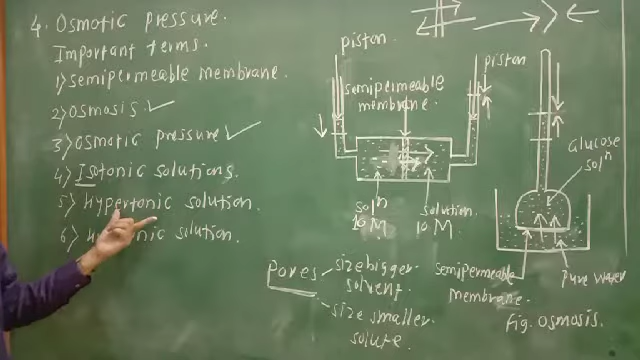 4. Osmotic pressure.
Important terms.
1) Semipermeable membrane.
2) Osmosis.
3) Osmotic pressure
4) Isotonic solutions.
5) Hypertonic solution.
6) solution.
piston.
piston
semipermeable
membrane.
soln
10 M
solution
10 M
Pores
size bigger
solvent.
size smaller
solute.
Glucose
soln
semipermeable
membrane.
Pure water
Fig. Osmosis.